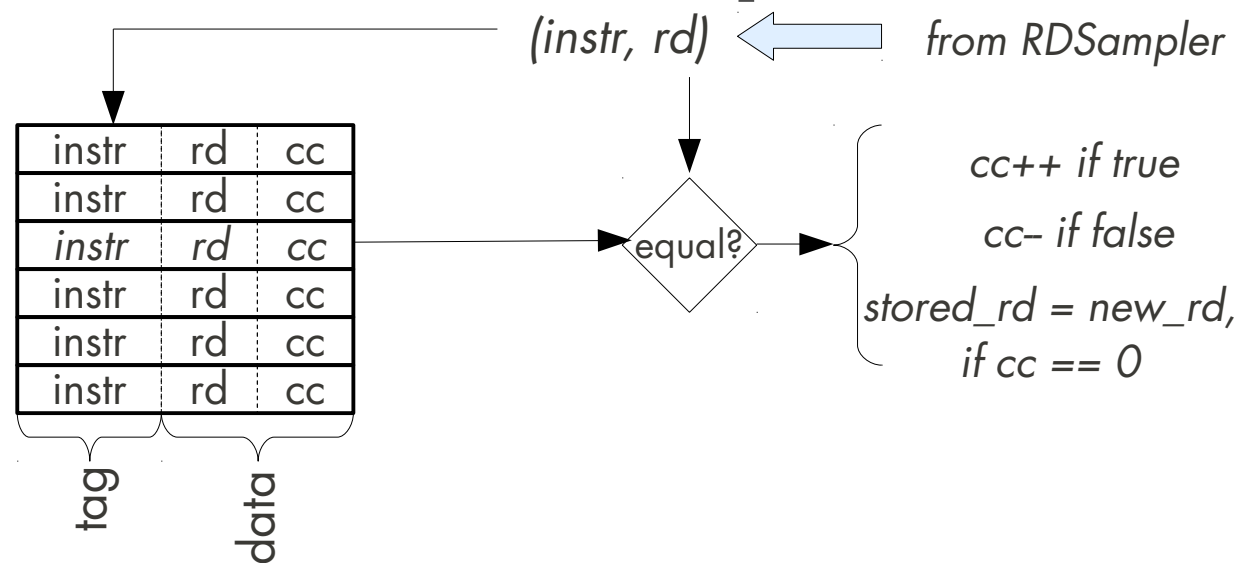 (instr, rd)
from RDSampler
instr rd cc
instr rd cc
instr rd cc
instr rd cc
instr rd cc
instr rd cc
equal?
cc++ if true
cc-- if false
stored_rd = new_rd,
if cc == 0
tag
data